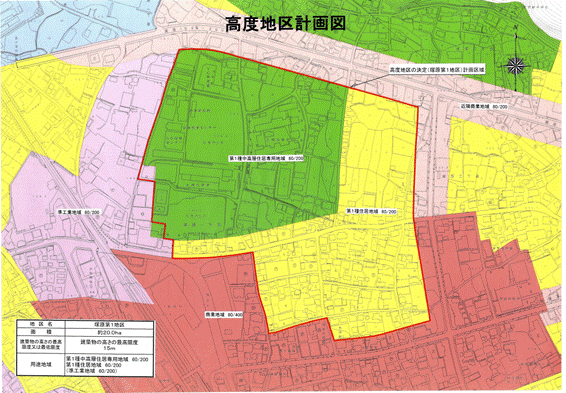 高度地区計画図
高度地区の決定(塚原第1地区)計画区域
近隣商業地域 80/200
第1種中高層住居専用地域 60/200
準工業地域 60/200
第1種住居地域 60/200
商業地域 80/400
地区名 塚原第1地区
面積 約20.0ha
建築物の高さの最高限度又は最低限度 建築物の高さの最高限度 15m
用途地域 第1種中高層住居専用地域 60/200
第1種住居地域 60/200
(準工業地域 60/200)